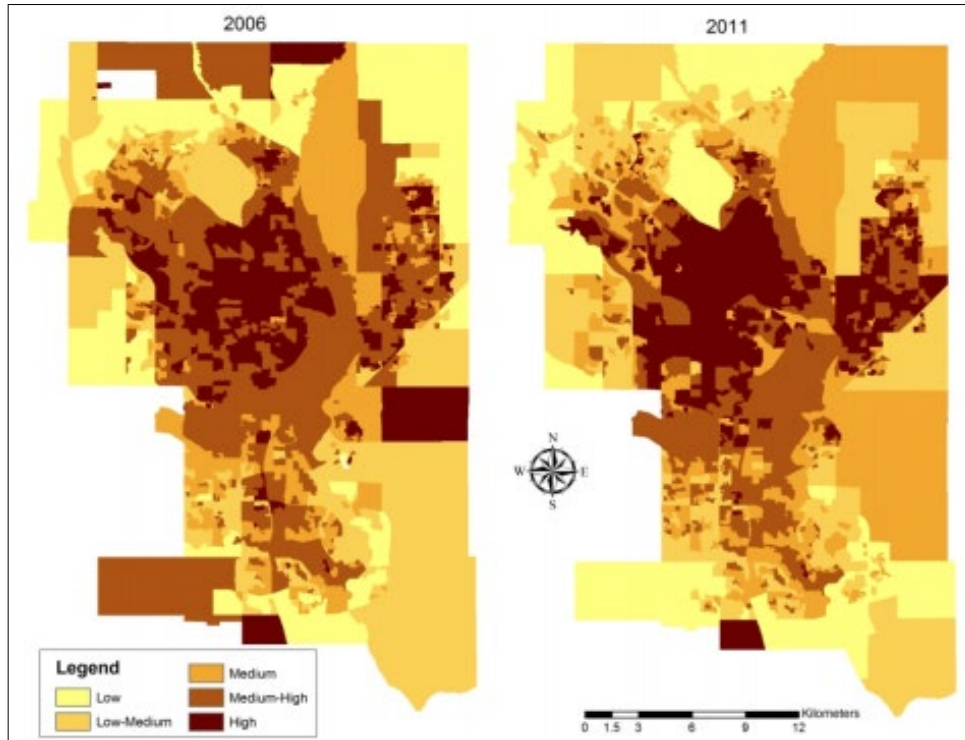 2006
2011
N
W E
S
Legend
Low
Low-Medium
Medium
Medium-High
High
Kilometers
0 1.5 3 6 9 12